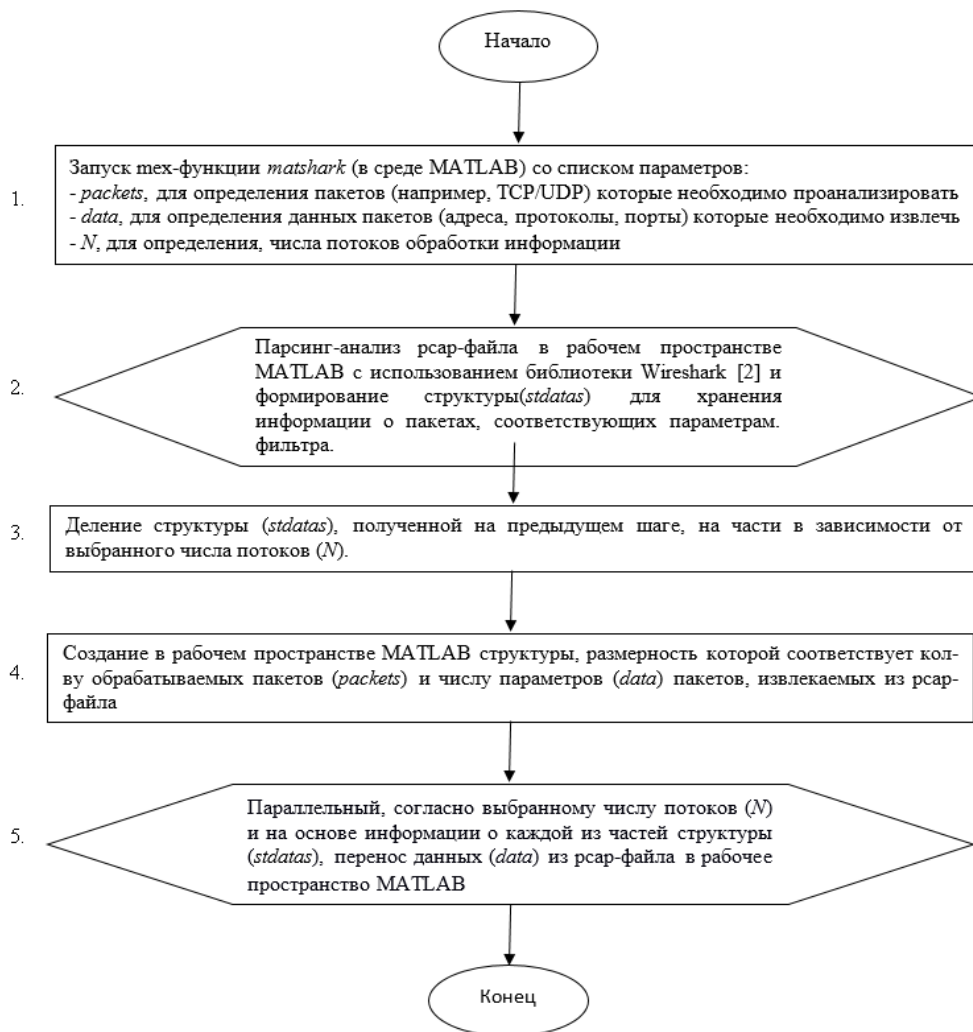 Начало
1.
Запуск mex-функции matshark (в среде MATLAB) со списком параметров:
- packets, для определения пакетов (например, TCP/UDP) которые необходимо проанализировать
- data, для определения данных пакетов (адреса, протоколы, порты) которые необходимо извлечь
- N, для определения, числа потоков обработки информации
2.
Парсинг-анализ pcap-файла в рабочем пространстве
MATLAB с использованием библиотеки Wireshark [2] и
формирование структуры(stdatas) для хранения
информации о пакетах, соответствующих параметрам.
фильтра.
3.
Деление структуры (stdatas), полученной на предыдущем шаге, на части в зависимости от
выбранного числа потоков (N).
4.
Создание в рабочем пространстве MATLAB структуры, размерность которой соответствует кол-
ву обрабатываемых пакетов (packets) и числу параметров (data) пакетов, извлекаемых из pcap-
файла
5.
Параллельный, согласно выбранному числу потоков (N)
и на основе информации о каждой из частей структуры
(stdatas), перенос данных (data) из pcap-файла в рабочее
пространство MATLAB
Конец